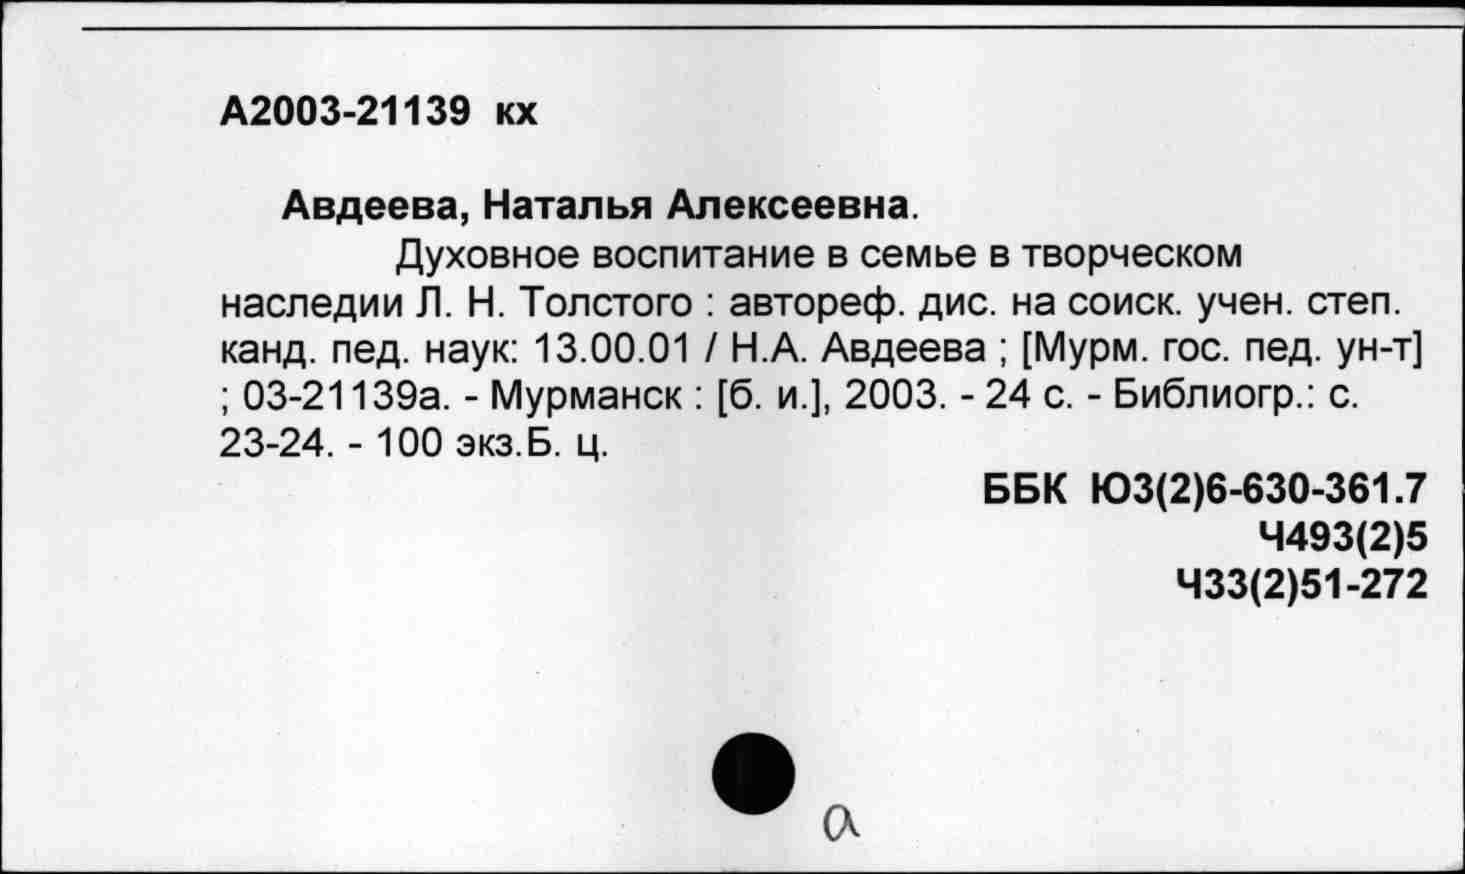 А2003-21139 кх
Авдеева, Наталья Алексеевна.
Духовное воспитание в семье в творческом
наследии Л. Н. Толстого : автореф. дис. на соиск. учен. степ.
канд. пед. наук: 13.00.01 / Н.А. Авдеева ; [Мурм. гос. пед. ун-т]
; 03-21139а. - Мурманск : [б. и.], 2003. - 24 с. - Библиогр.: с.
23-24. - 100 экз.Б. ц.
ББК Ю3(2)6-630-361.7
Ч493(2)5
Ч33(2)51-272
а